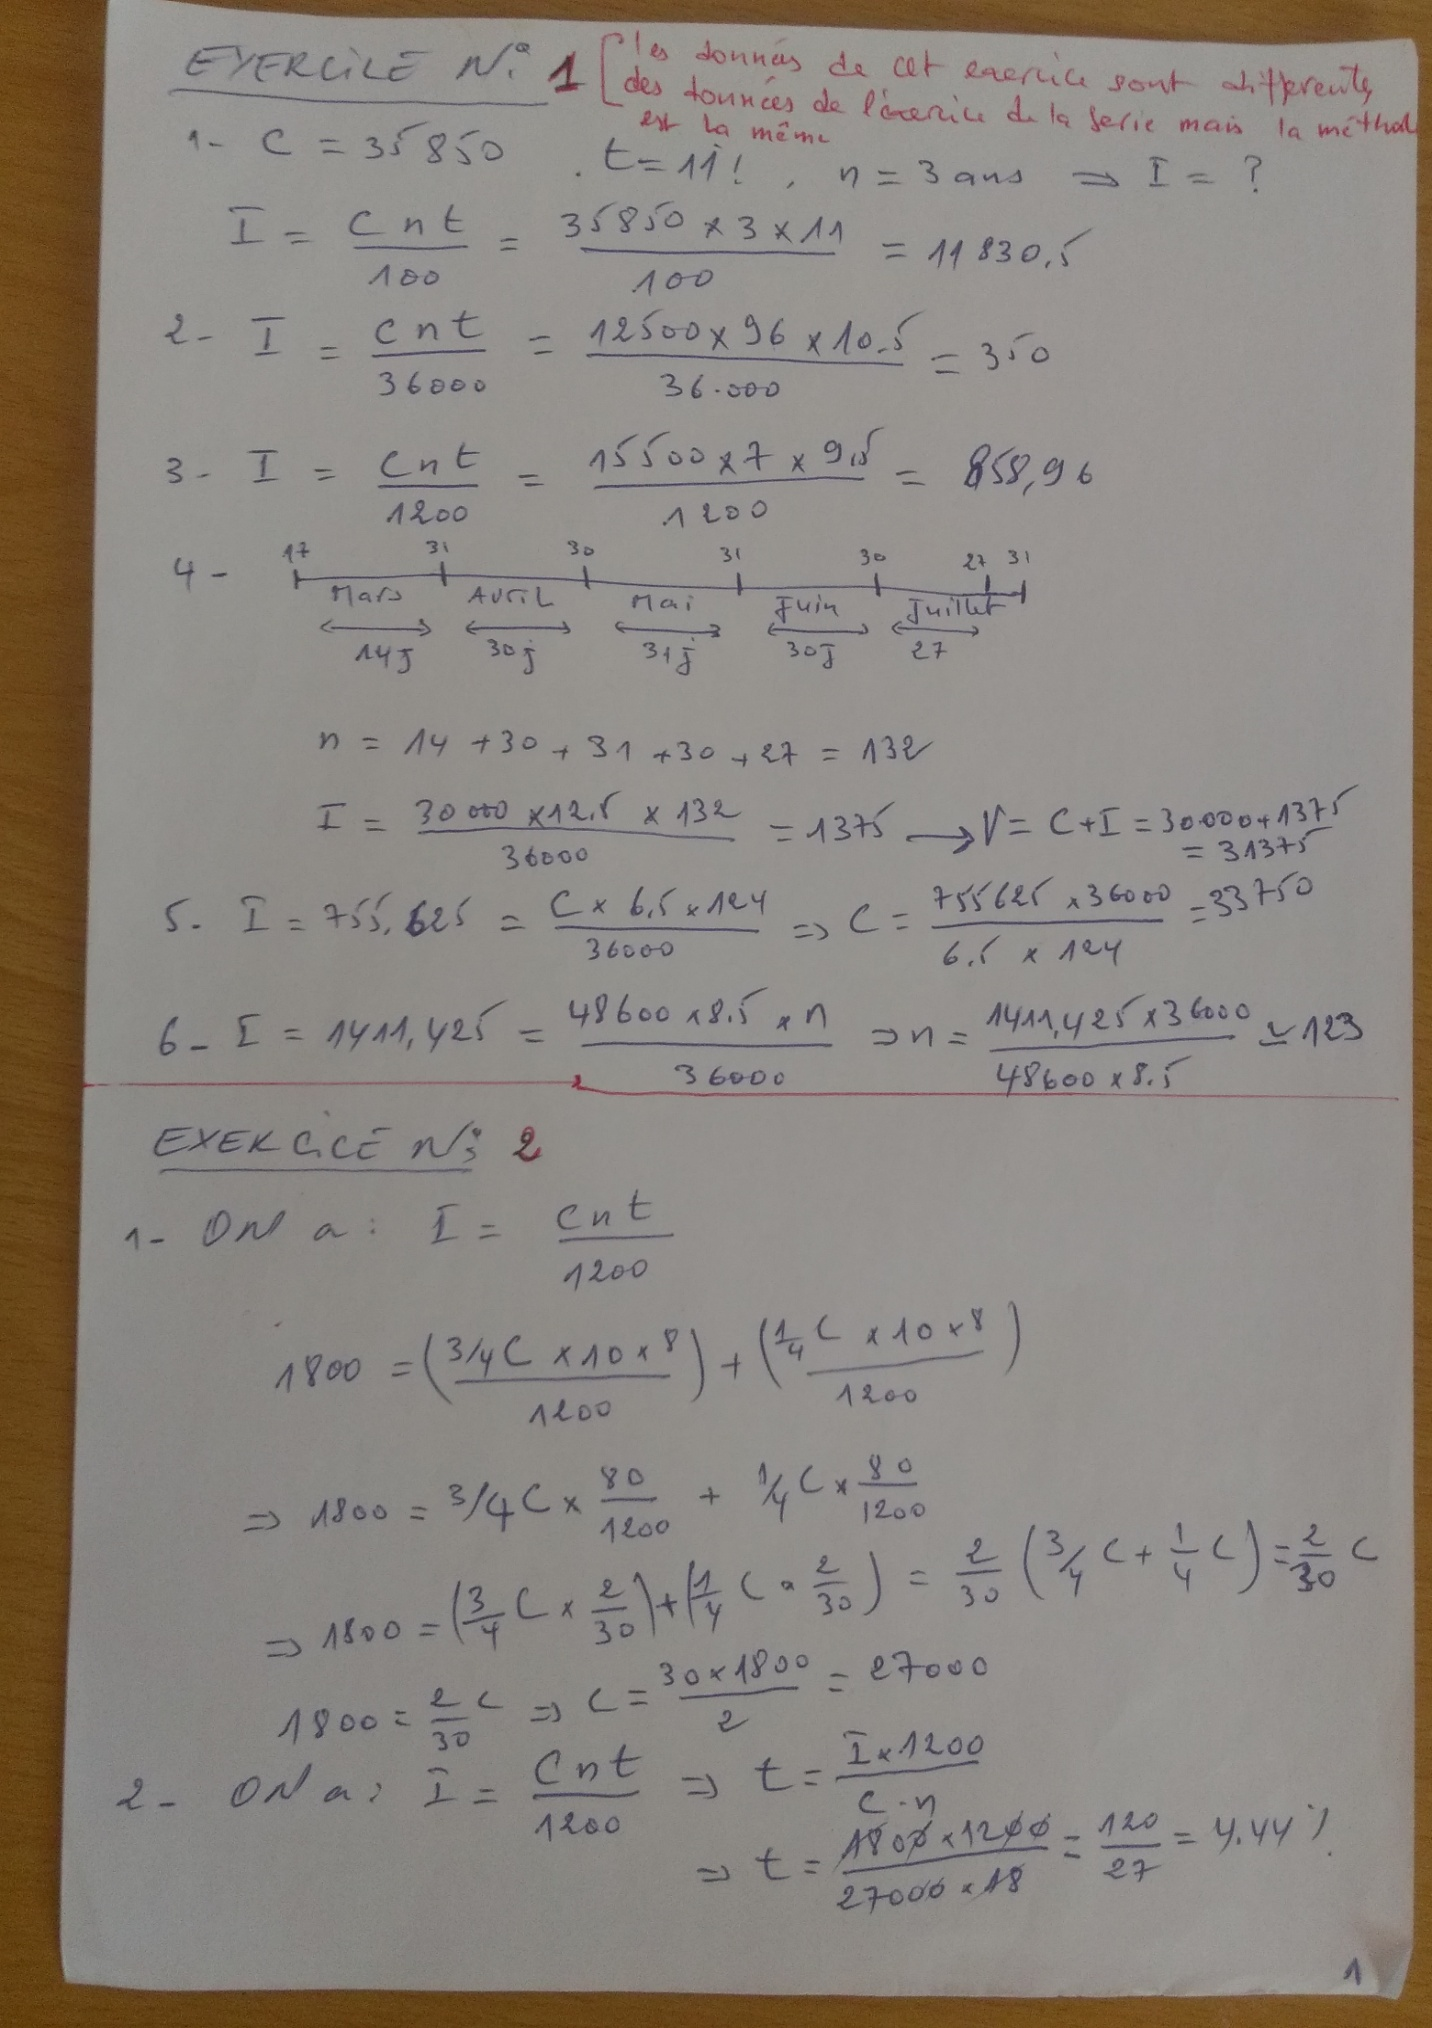 EXERCICE N° 1 [les données de cet exercice sont differentes
des données de l'exercice de la serie mais la méthode
est la même
1- C = 35850 . t = 11% , n = 3 ans ⇒ I = ?
I = Cnt/100 = 35850 × 3 × 11/100 = 11830.5
2- I = Cnt/36000 = 12500 × 96 × 10.5/36.000 = 350
3- I = Cnt/1200 = 15500 × 7 × 9,5/1200 = 858,96
4- 17 31 30 31 30 27 31
Mars Avril Mai Juin Juillet
14j 30j 31j 30j 27
n = 14 + 30 + 31 + 30 + 27 = 132
I = 30000 × 12.5 × 132/36000 = 1375 → V = C + I = 30000 + 1375
= 31375
5- I = 755,625 = C × 6,5 × 124/36000 ⇒ C = 755625 × 36000/6.5 × 124 = 33750
6- I = 1411,425 = 48600 × 8.5 × n/36000 ⇒ n = 1411,425 × 36000/48600 × 8.5 ≃ 123
EXERCICE N° 2
1- ON a : I = Cnt/1200
1800 = (3/4 C × 10 × 8/1200) + (1/4 C × 10 × 8/1200)
⇒ 1800 = 3/4 C × 80/1200 + 1/4 C × 80/1200
⇒ 1800 = (3/4 C × 2/30) + (1/4 C × 2/30) = 2/30 (3/4 C + 1/4 C) = 2/30 C
1800 = 2/30 C ⇒ C = 30 × 1800/2 = 27000
2- ON a : I = Cnt/1200 ⇒ t = I × 1200/C.n
⇒ t = 1800 × 1200/27000 × 18 = 120/27 = 4.44%
1